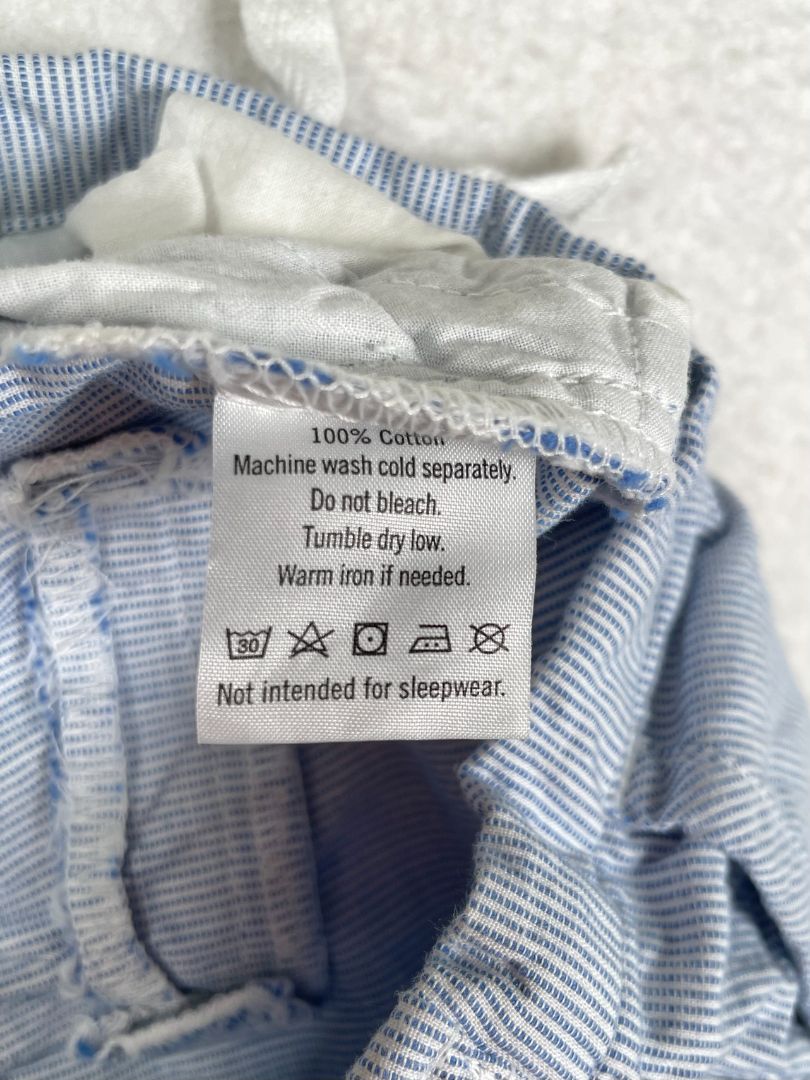 100% Cotton
Machine wash cold separately.
Do not bleach.
Tumble dry low.
Warm iron if needed.
30
Not intended for sleepwear.